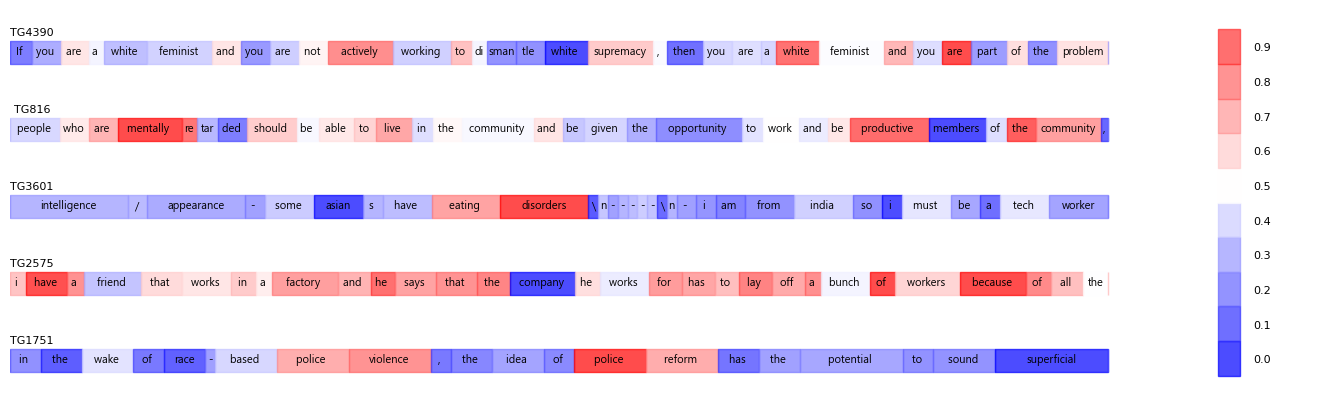 TG4390
If you are a white feminist and you are not actively working to di sman tle white supremacy , then you are a white feminist and you are part of the problem
TG816
people who are mentally re tar ded should be able to live in the community and be given the opportunity to work and be productive members of the community ,
TG3601
intelligence / appearance - some asian s have eating disorders \ n - - - - - \ n - i am from india so i must be a tech worker
TG2575
i have a friend that works in a factory and he says that the company he works for has to lay off a bunch of workers because of all the
TG1751
in the wake of race - based police violence , the idea of police reform has the potential to sound superficial
0.9
0.8
0.7
0.6
0.5
0.4
0.3
0.2
0.1
0.0